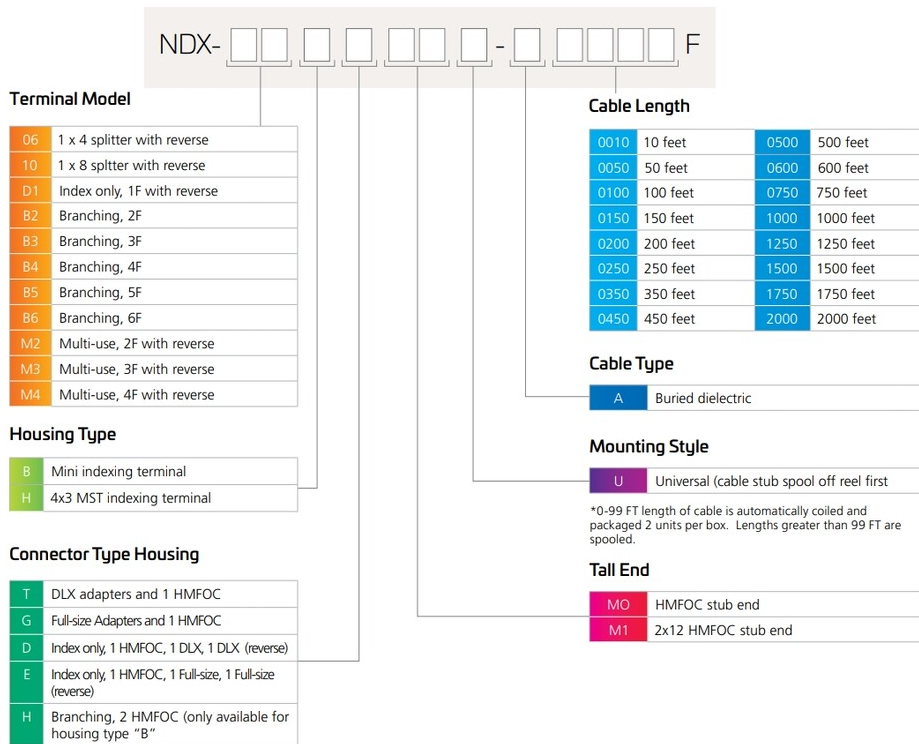 NDX- - F
Terminal Model
06 1 x 4 splitter with reverse
10 1 x 8 spltter with reverse
D1 Index only, 1F with reverse
B2 Branching, 2F
B3 Branching, 3F
B4 Branching, 4F
B5 Branching, 5F
B6 Branching, 6F
M2 Multi-use, 2F with reverse
M3 Multi-use, 3F with reverse
M4 Multi-use, 4F with reverse
Housing Type
B Mini indexing terminal
H 4x3 MST indexing terminal
Connector Type Housing
T DLX adapters and 1 HMFOC
G Full-size Adapters and 1 HMFOC
D Index only, 1 HMFOC, 1 DLX, 1 DLX (reverse)
E Index only, 1 HMFOC, 1 Full-size, 1 Full-size
(reverse)
H Branching, 2 HMFOC (only available for
housing type “B”
Cable Length
0010 10 feet 0500 500 feet
0050 50 feet 0600 600 feet
0100 100 feet 0750 750 feet
0150 150 feet 1000 1000 feet
0200 200 feet 1250 1250 feet
0250 250 feet 1500 1500 feet
0350 350 feet 1750 1750 feet
0450 450 feet 2000 2000 feet
Cable Type
A Buried dielectric
Mounting Style
U Universal (cable stub spool off reel first
*0-99 FT length of cable is automatically coiled and
packaged 2 units per box. Lengths greater than 99 FT are
spooled.
Tall End
MO HMFOC stub end
M1 2x12 HMFOC stub end